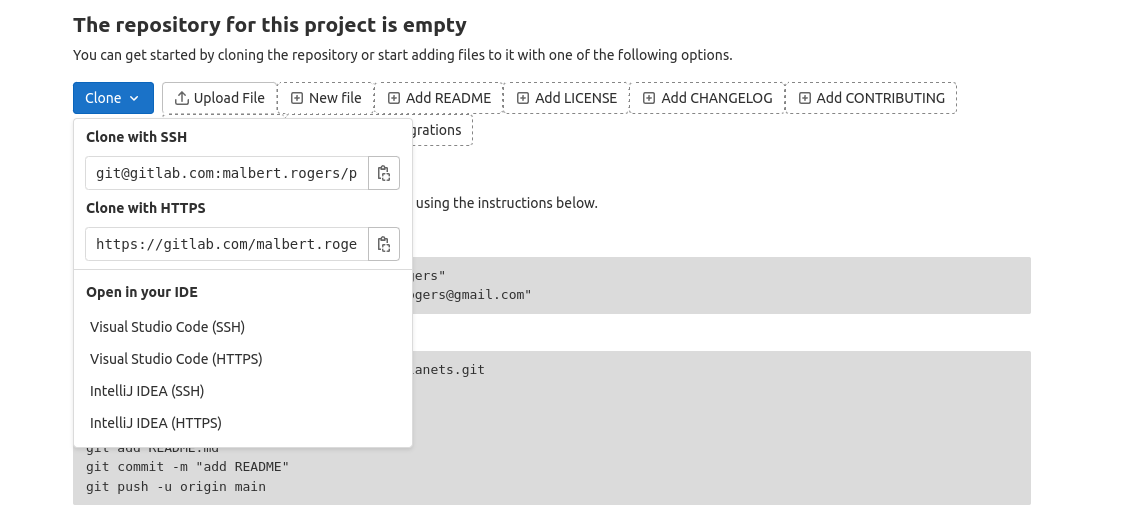 The repository for this project is empty
You can get started by cloning the repository or start adding files to it with one of the following options.
Clone Upload File New file Add README Add LICENSE Add CHANGELOG Add CONTRIBUTING
grations
Clone with SSH
git@gitlab.com:malbert.rogers/p
using the instructions below.
Clone with HTTPS
https://gitlab.com/malbert.roge
gers"
ogers@gmail.com"
Open in your IDE
Visual Studio Code (SSH)
Visual Studio Code (HTTPS)
anets.git
IntelliJ IDEA (SSH)
IntelliJ IDEA (HTTPS)
git add README.md
git commit -m "add README"
git push -u origin main